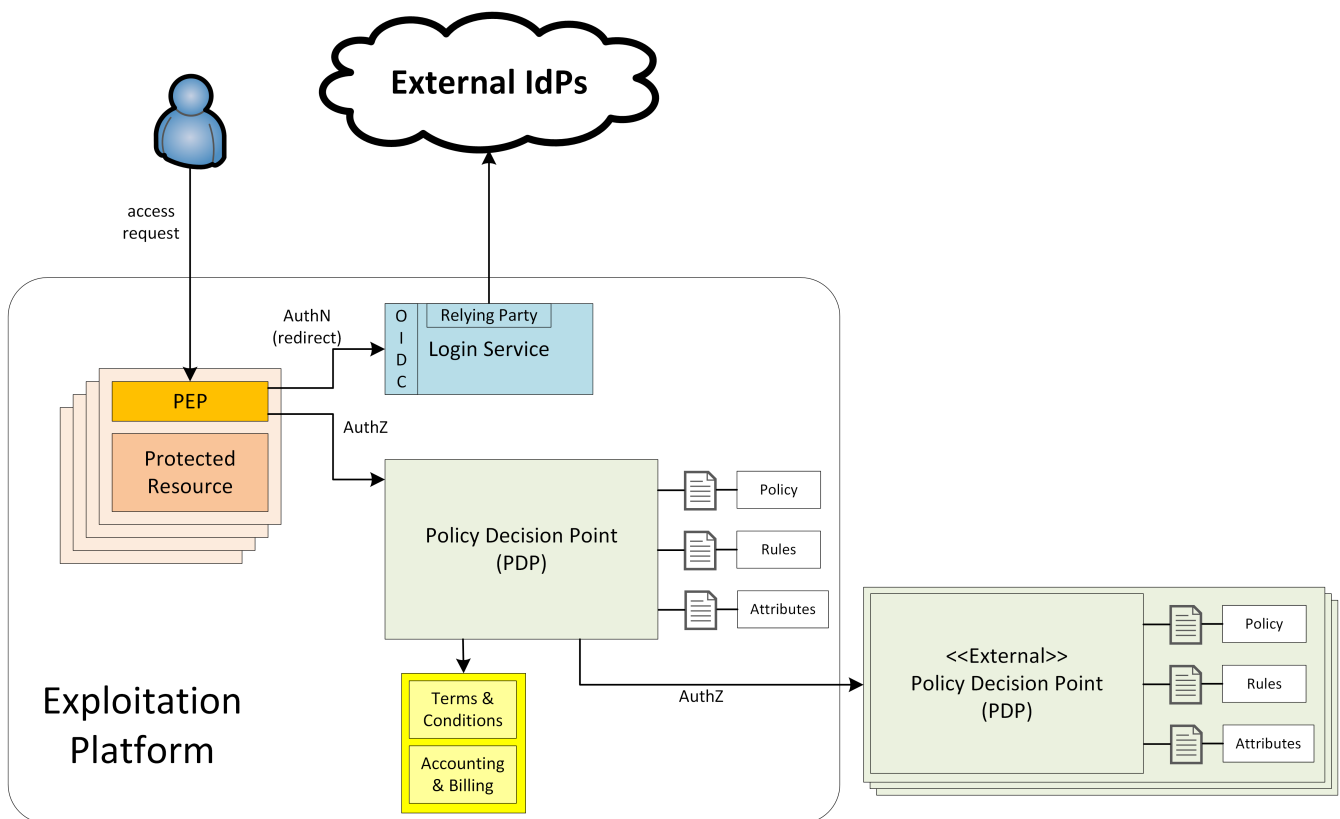 External IdPs
access
request
AuthN
(redirect)
O
I
D
C
Relying Party
Login Service
PEP
AuthZ
Protected
Resource
Policy Decision Point
(PDP)
Policy
Rules
Attributes
<<External>>
Policy Decision Point
(PDP)
Policy
Rules
Attributes
AuthZ
Terms &
Conditions
Accounting
& Billing
Exploitation
Platform